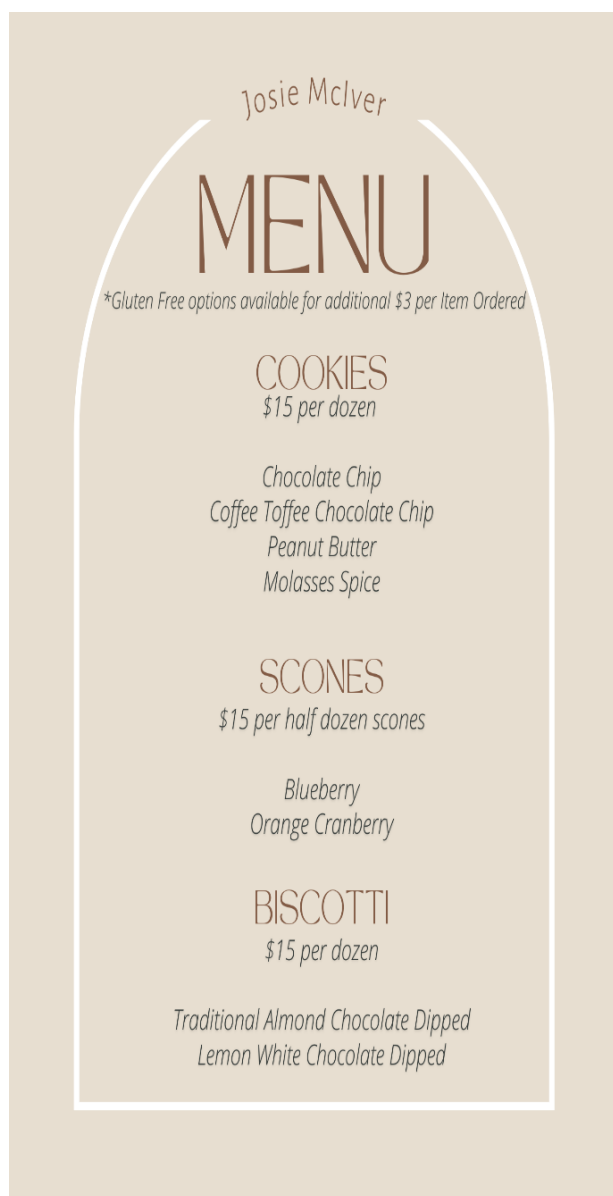 Josie McIver
MENU
*Gluten Free options available for additional $3 per Item Ordered
COOKIES
$15 per dozen
Chocolate Chip
Coffee Toffee Chocolate Chip
Peanut Butter
Molasses Spice
SCONES
$15 per half dozen scones
Blueberry
Orange Cranberry
BISCOTTI
$15 per dozen
Traditional Almond Chocolate Dipped
Lemon White Chocolate Dipped